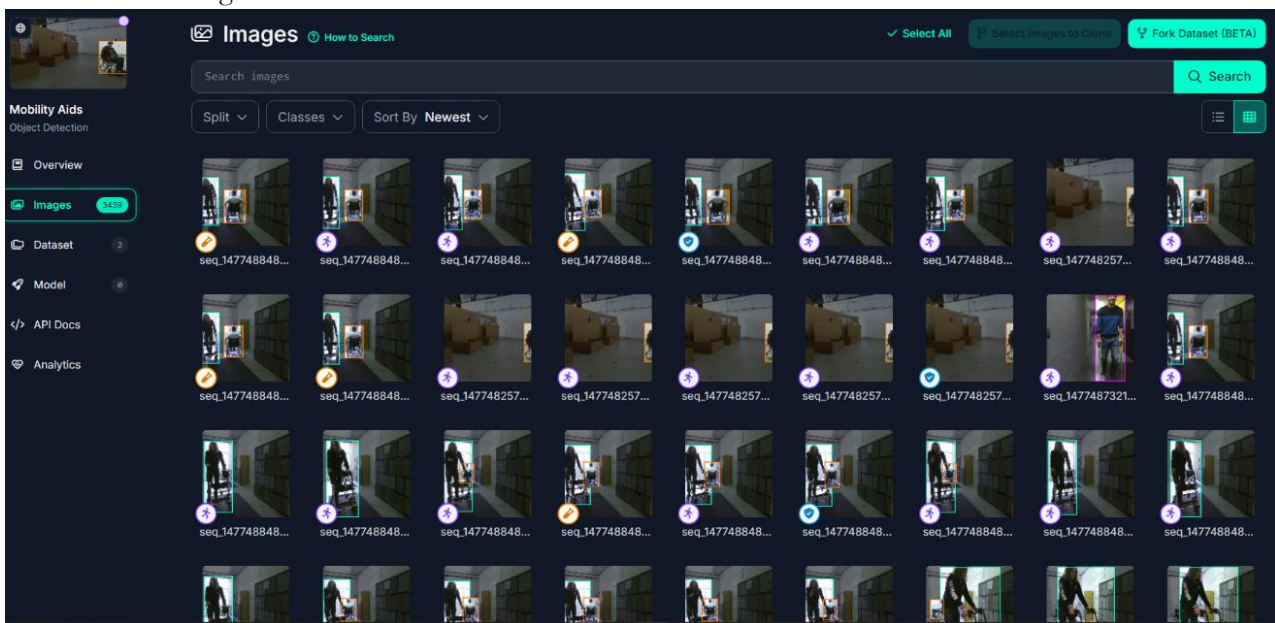 Images
How to Search
Select All
Select Images to Clone
Fork Dataset (BETA)
Search images
Search
Mobility Aids
Object Detection
Split
Classes
Sort By Newest
Overview
Images 3439
Dataset 2
Model 0
</> API Docs
Analytics
seq_147748848...
seq_147748848...
seq_147748848...
seq_147748848...
seq_147748848...
seq_147748848...
seq_147748848...
seq_147748257...
seq_147748848...
seq_147748848...
seq_147748848...
seq_147748257...
seq_147748257...
seq_147748257...
seq_147748257...
seq_147748257...
seq_1477487321...
seq_147748848...
seq_147748848...
seq_147748848...
seq_147748848...
seq_147748848...
seq_147748848...
seq_147748848...
seq_147748848...
seq_147748848...
seq_147748848...